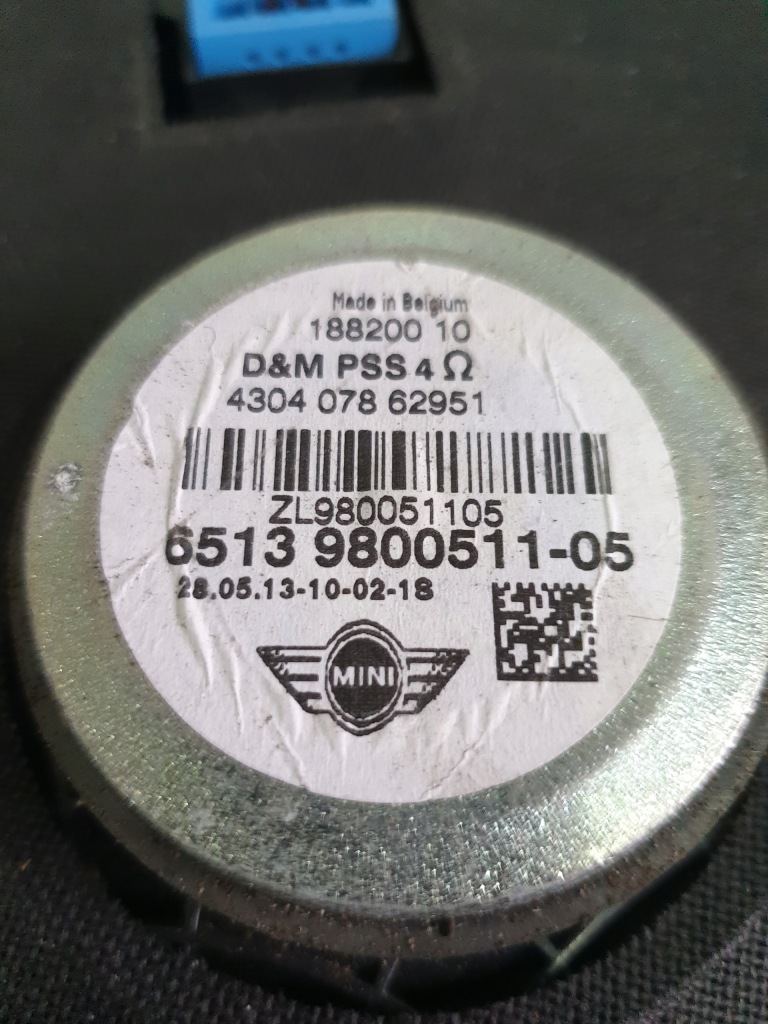 Made in Belgium
188200 10
D&M PSS 4 Ω
4304 078 62951
ZL980051105
6513 9800511-05
28.05.13-10-02-18
MINI